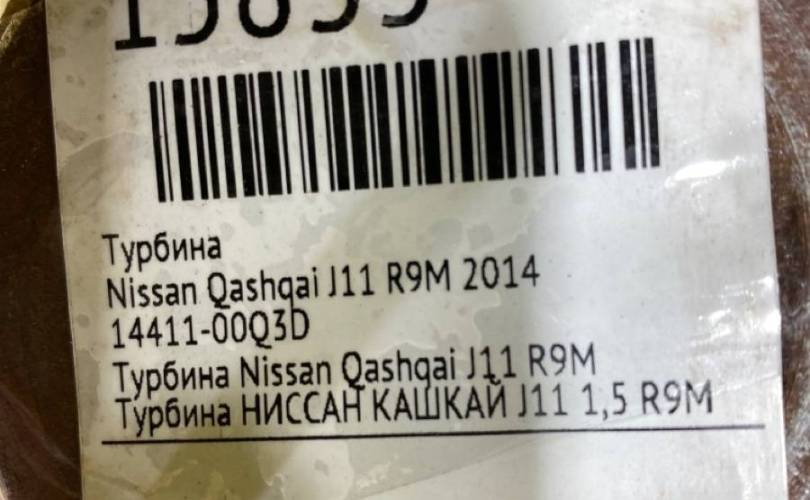 Турбина
Nissan Qashqai J11 R9M 2014
14411-00Q3D
Турбина Nissan Qashqai J11 R9M
Турбина НИССАН КАШКАЙ J11 1,5 R9M